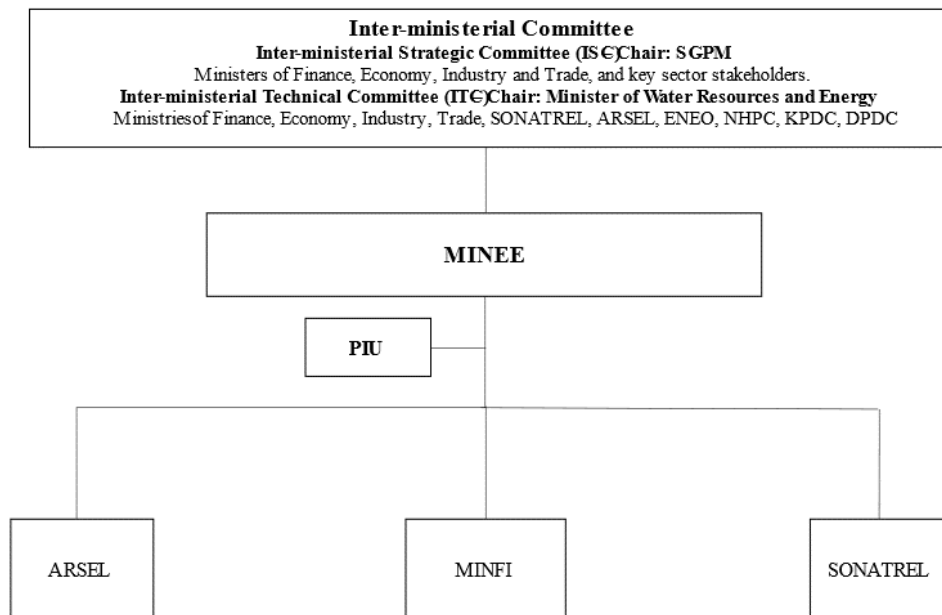 Inter-ministerial Committee
Inter-ministerial Strategic Committee (ISC)Chair: SGPM
Ministers of Finance, Economy, Industry and Trade, and key sector stakeholders.
Inter-ministerial Technical Committee (ITC)Chair: Minister of Water Resources and Energy
Ministriesof Finance, Economy, Industry, Trade, SONATREL, ARSEL, ENEO, NHPC, KPDC, DPDC
MINEE
PIU
ARSEL
MINFI
SONATREL